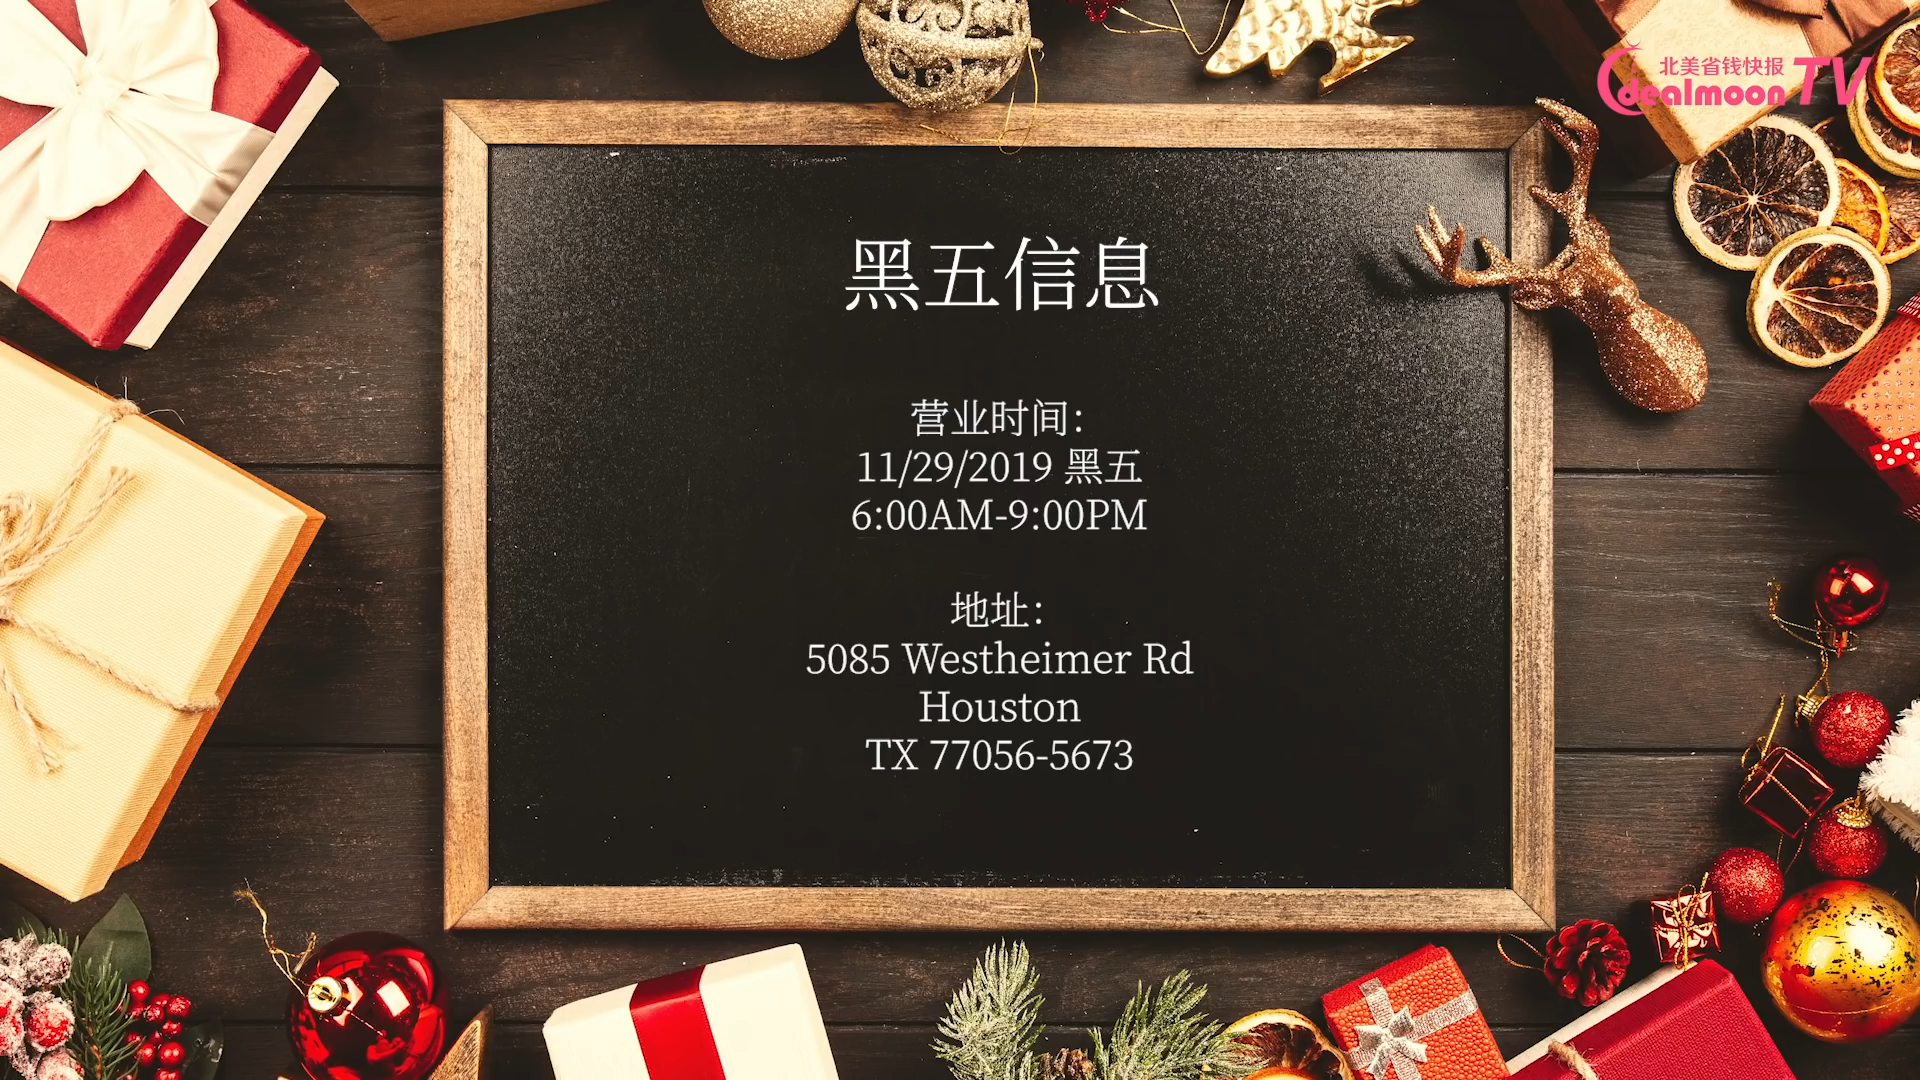 北美省钱快报
dealmoon TV
黑五信息
营业时间：
11/29/2019 黑五
6:00AM-9:00PM
地址：
5085 Westheimer Rd
Houston
TX 77056-5673